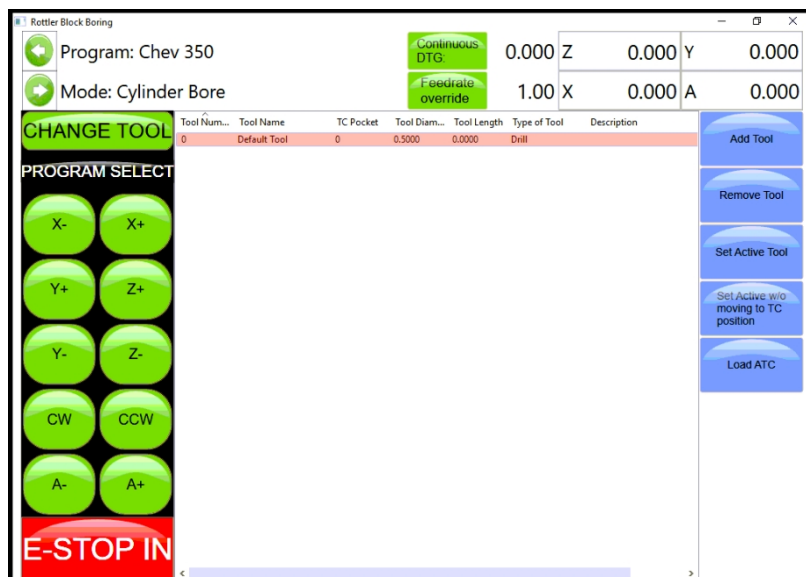 Rottler Block Boring
Program: Chev 350
Continuous
DTG:
0.000 Z 0.000 Y 0.000
Mode: Cylinder Bore
Feedrate
override
1.00 X 0.000 A 0.000
CHANGE TOOL
PROGRAM SELECT
X- X+
Y+ Z+
Y- Z-
CW CCW
A- A+
E-STOP IN
Tool Num... Tool Name TC Pocket Tool Diam... Tool Length Type of Tool Description
0 Default Tool 0 0.5000 0.0000 Drill
Add Tool
Remove Tool
Set Active Tool
Set Active w/o
moving to TC
position
Load ATC